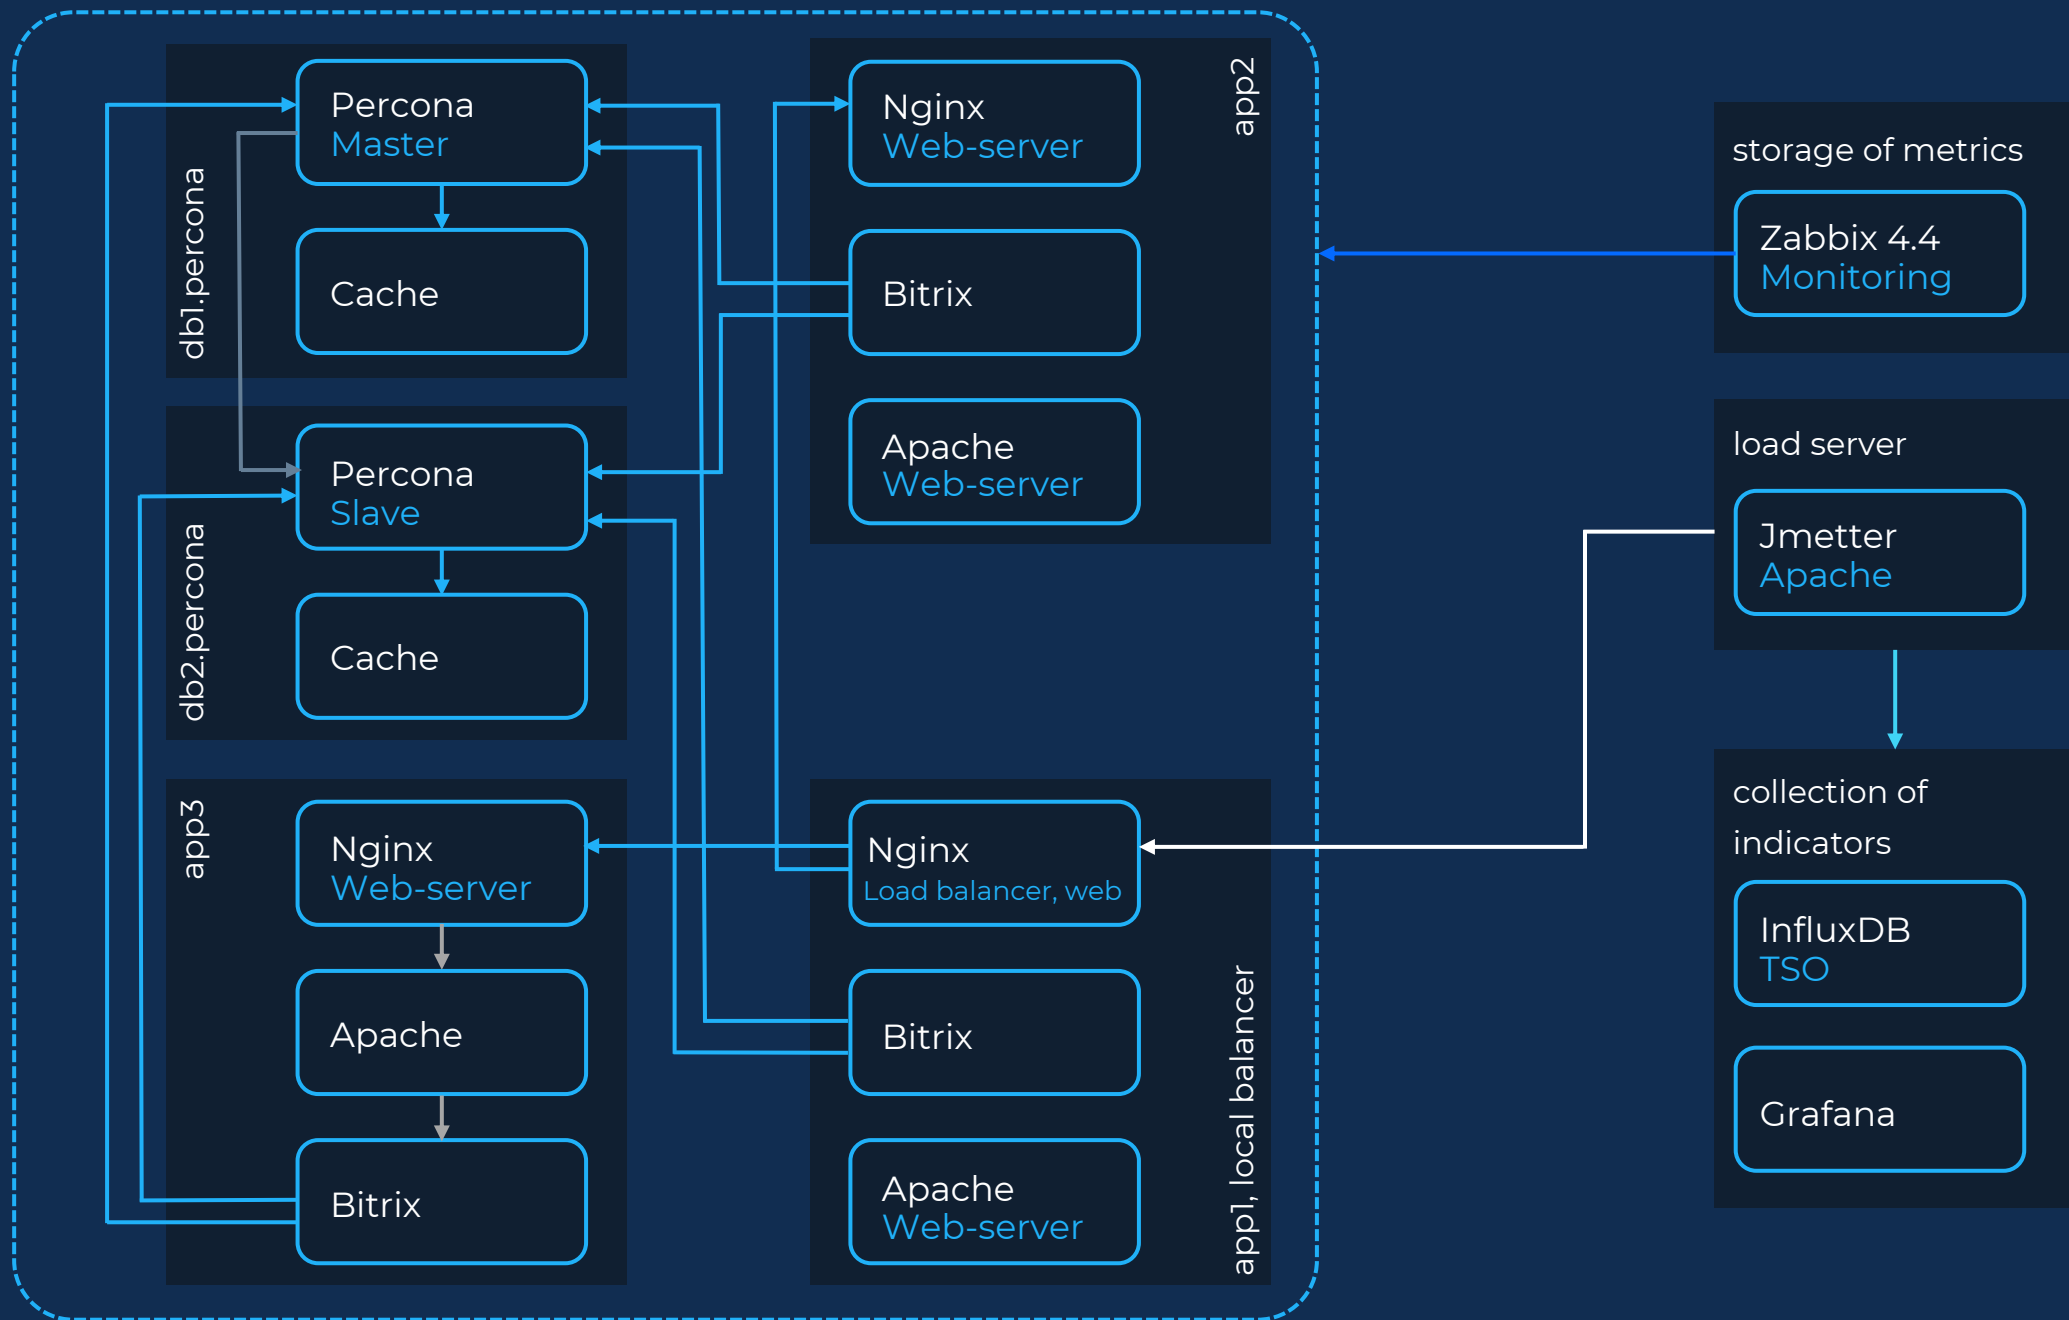 db1.percona
Percona
Master
Cache
db2.percona
Percona
Slave
Cache
app3
Nginx
Web-server
Apache
Bitrix
app2
Nginx
Web-server
Bitrix
Apache
Web-server
app1, local balancer
Nginx
Load balancer, web
Bitrix
Apache
Web-server
storage of metrics
Zabbix 4.4
Monitoring
load server
Jmetter
Apache
collection of
indicators
InfluxDB
TSO
Grafana